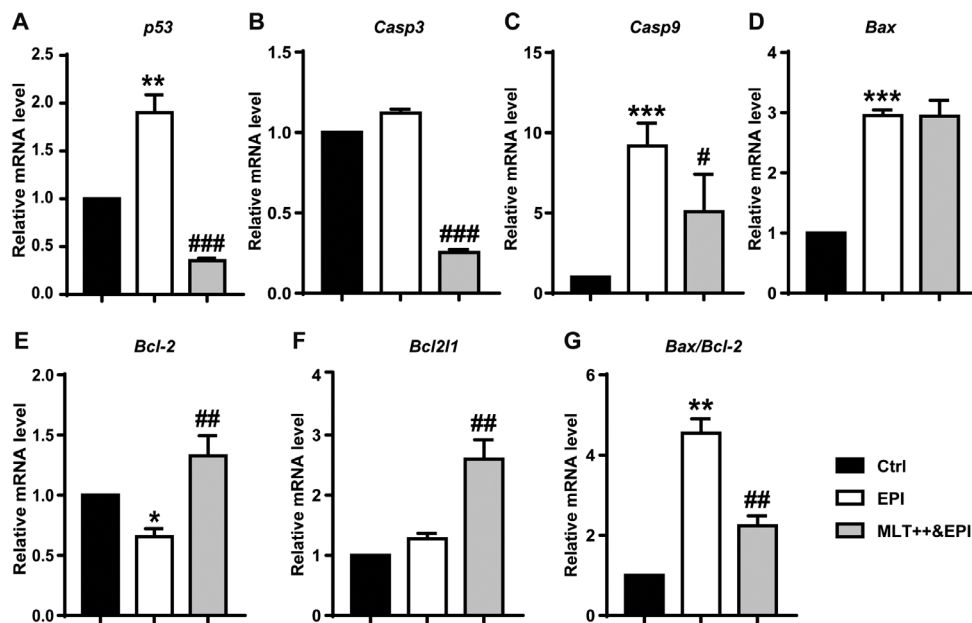 A
p53
Relative mRNA level
2.5
2.0
1.5
1.0
0.5
0.0
**
###
B
Casp3
Relative mRNA level
1.5
1.0
0.5
0.0
###
C
Casp9
Relative mRNA level
15
10
5
0
***
#
D
Bax
Relative mRNA level
4
3
2
1
0
***
E
Bcl-2
Relative mRNA level
2.0
1.5
1.0
0.5
0.0
*
##
F
Bcl2l1
Relative mRNA level
4
3
2
1
0
##
G
Bax/Bcl-2
Relative mRNA level
6
4
2
0
**
##
Ctrl
EPI
MLT++&EPI